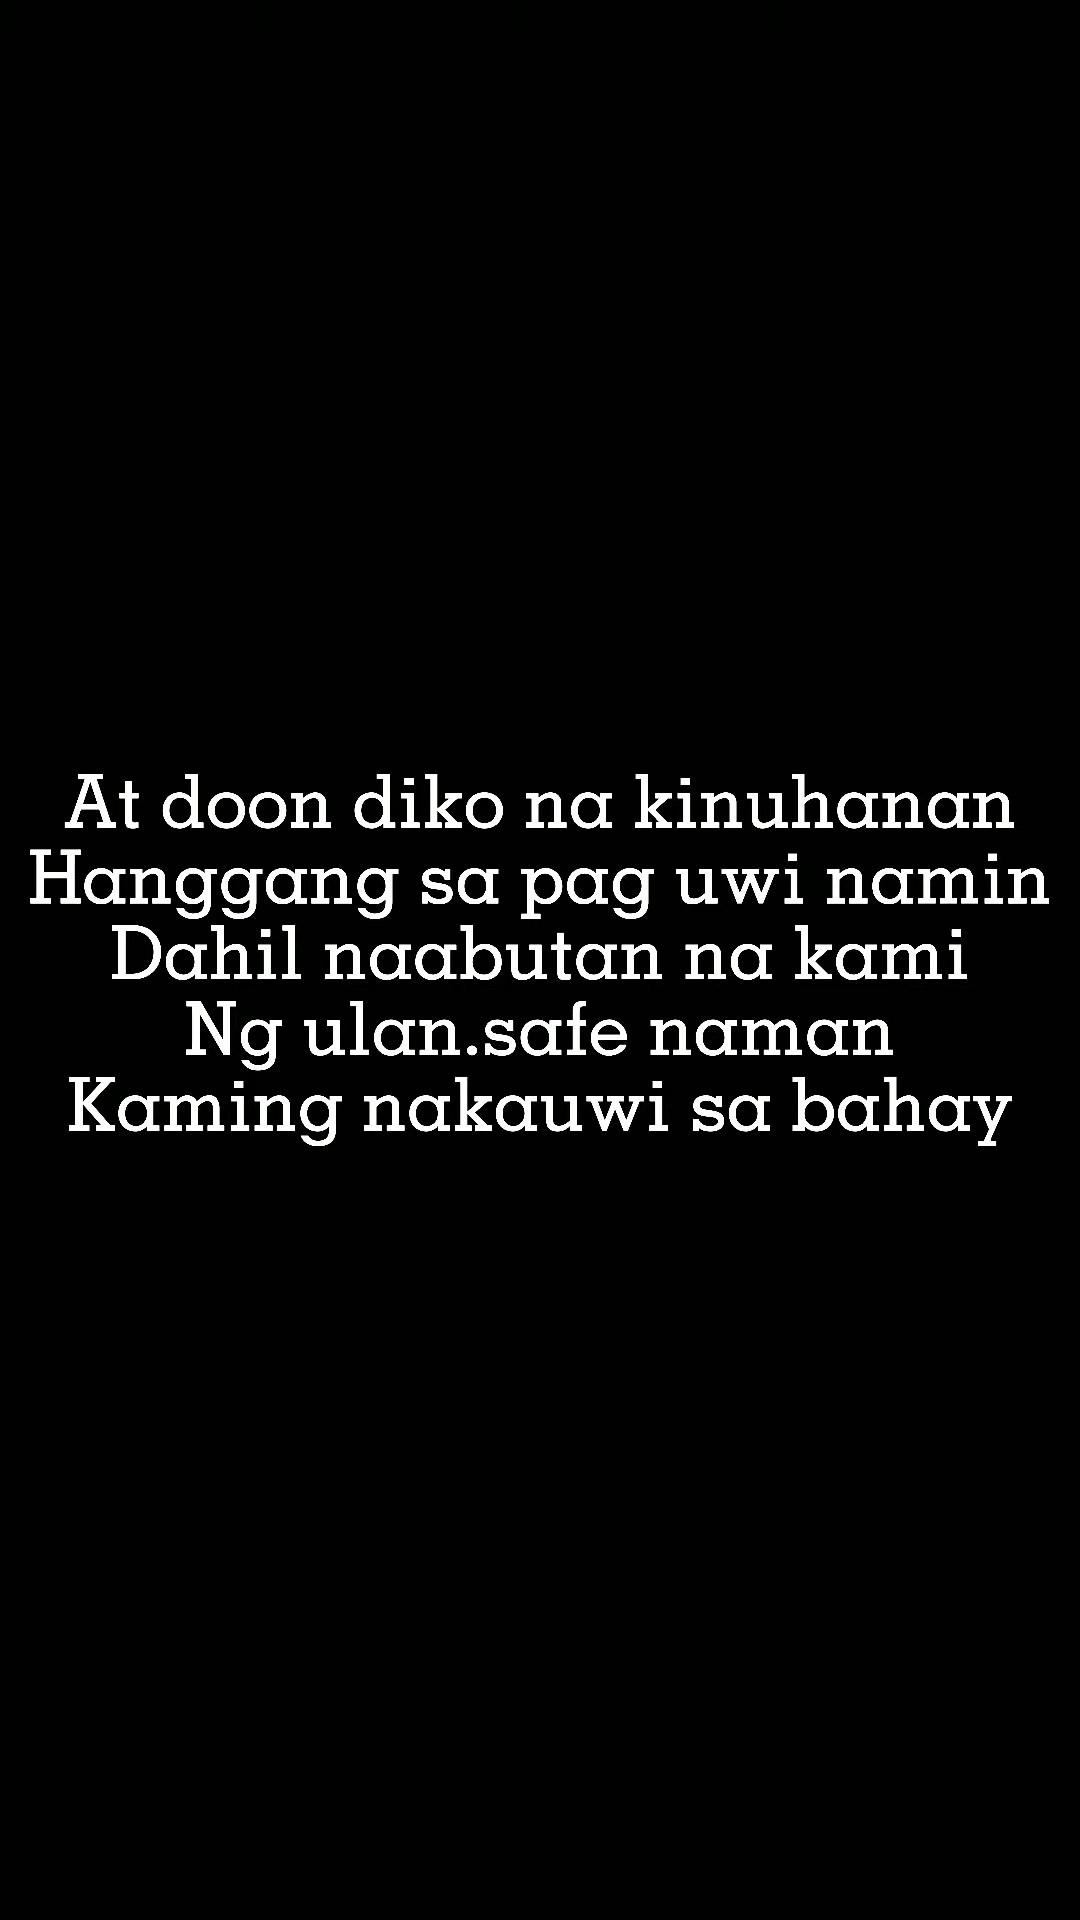 At doon diko na kinuhanan
Hanggang sa pag uwi namin
Dahil naabutan na kami
Ng ulan.safe naman
Kaming nakauwi sa bahay